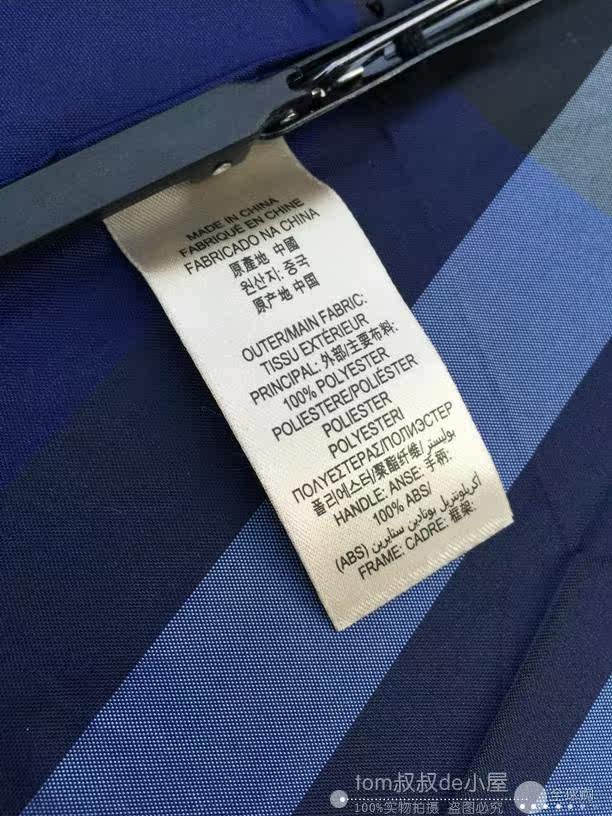 MADE IN CHINA
FABRIQUÉ EN CHINE
FABRICADO NA CHINA
原產地 中國
원산지: 중국
原产地 中国
OUTER/MAIN FABRIC:
TISSU EXTÉRIEUR
PRINCIPAL: 外部/主要布料:
100% POLYESTER
POLIESTERE/POLIÉSTER
POLIESTER
POLYESTERI
ΠΟΛΥΕΣΤΕΡΑΣ/ПОЛИЭСТЕР
폴리에스터/聚酯纤维/بوليستر
HANDLE: ANSE: 手柄:
100% ABS/
أكريلونتريل بوتادين ستايرين (ABS)
FRAME: CADRE: 框架:
tom叔叔de小屋
100%实物拍摄 盗图必究